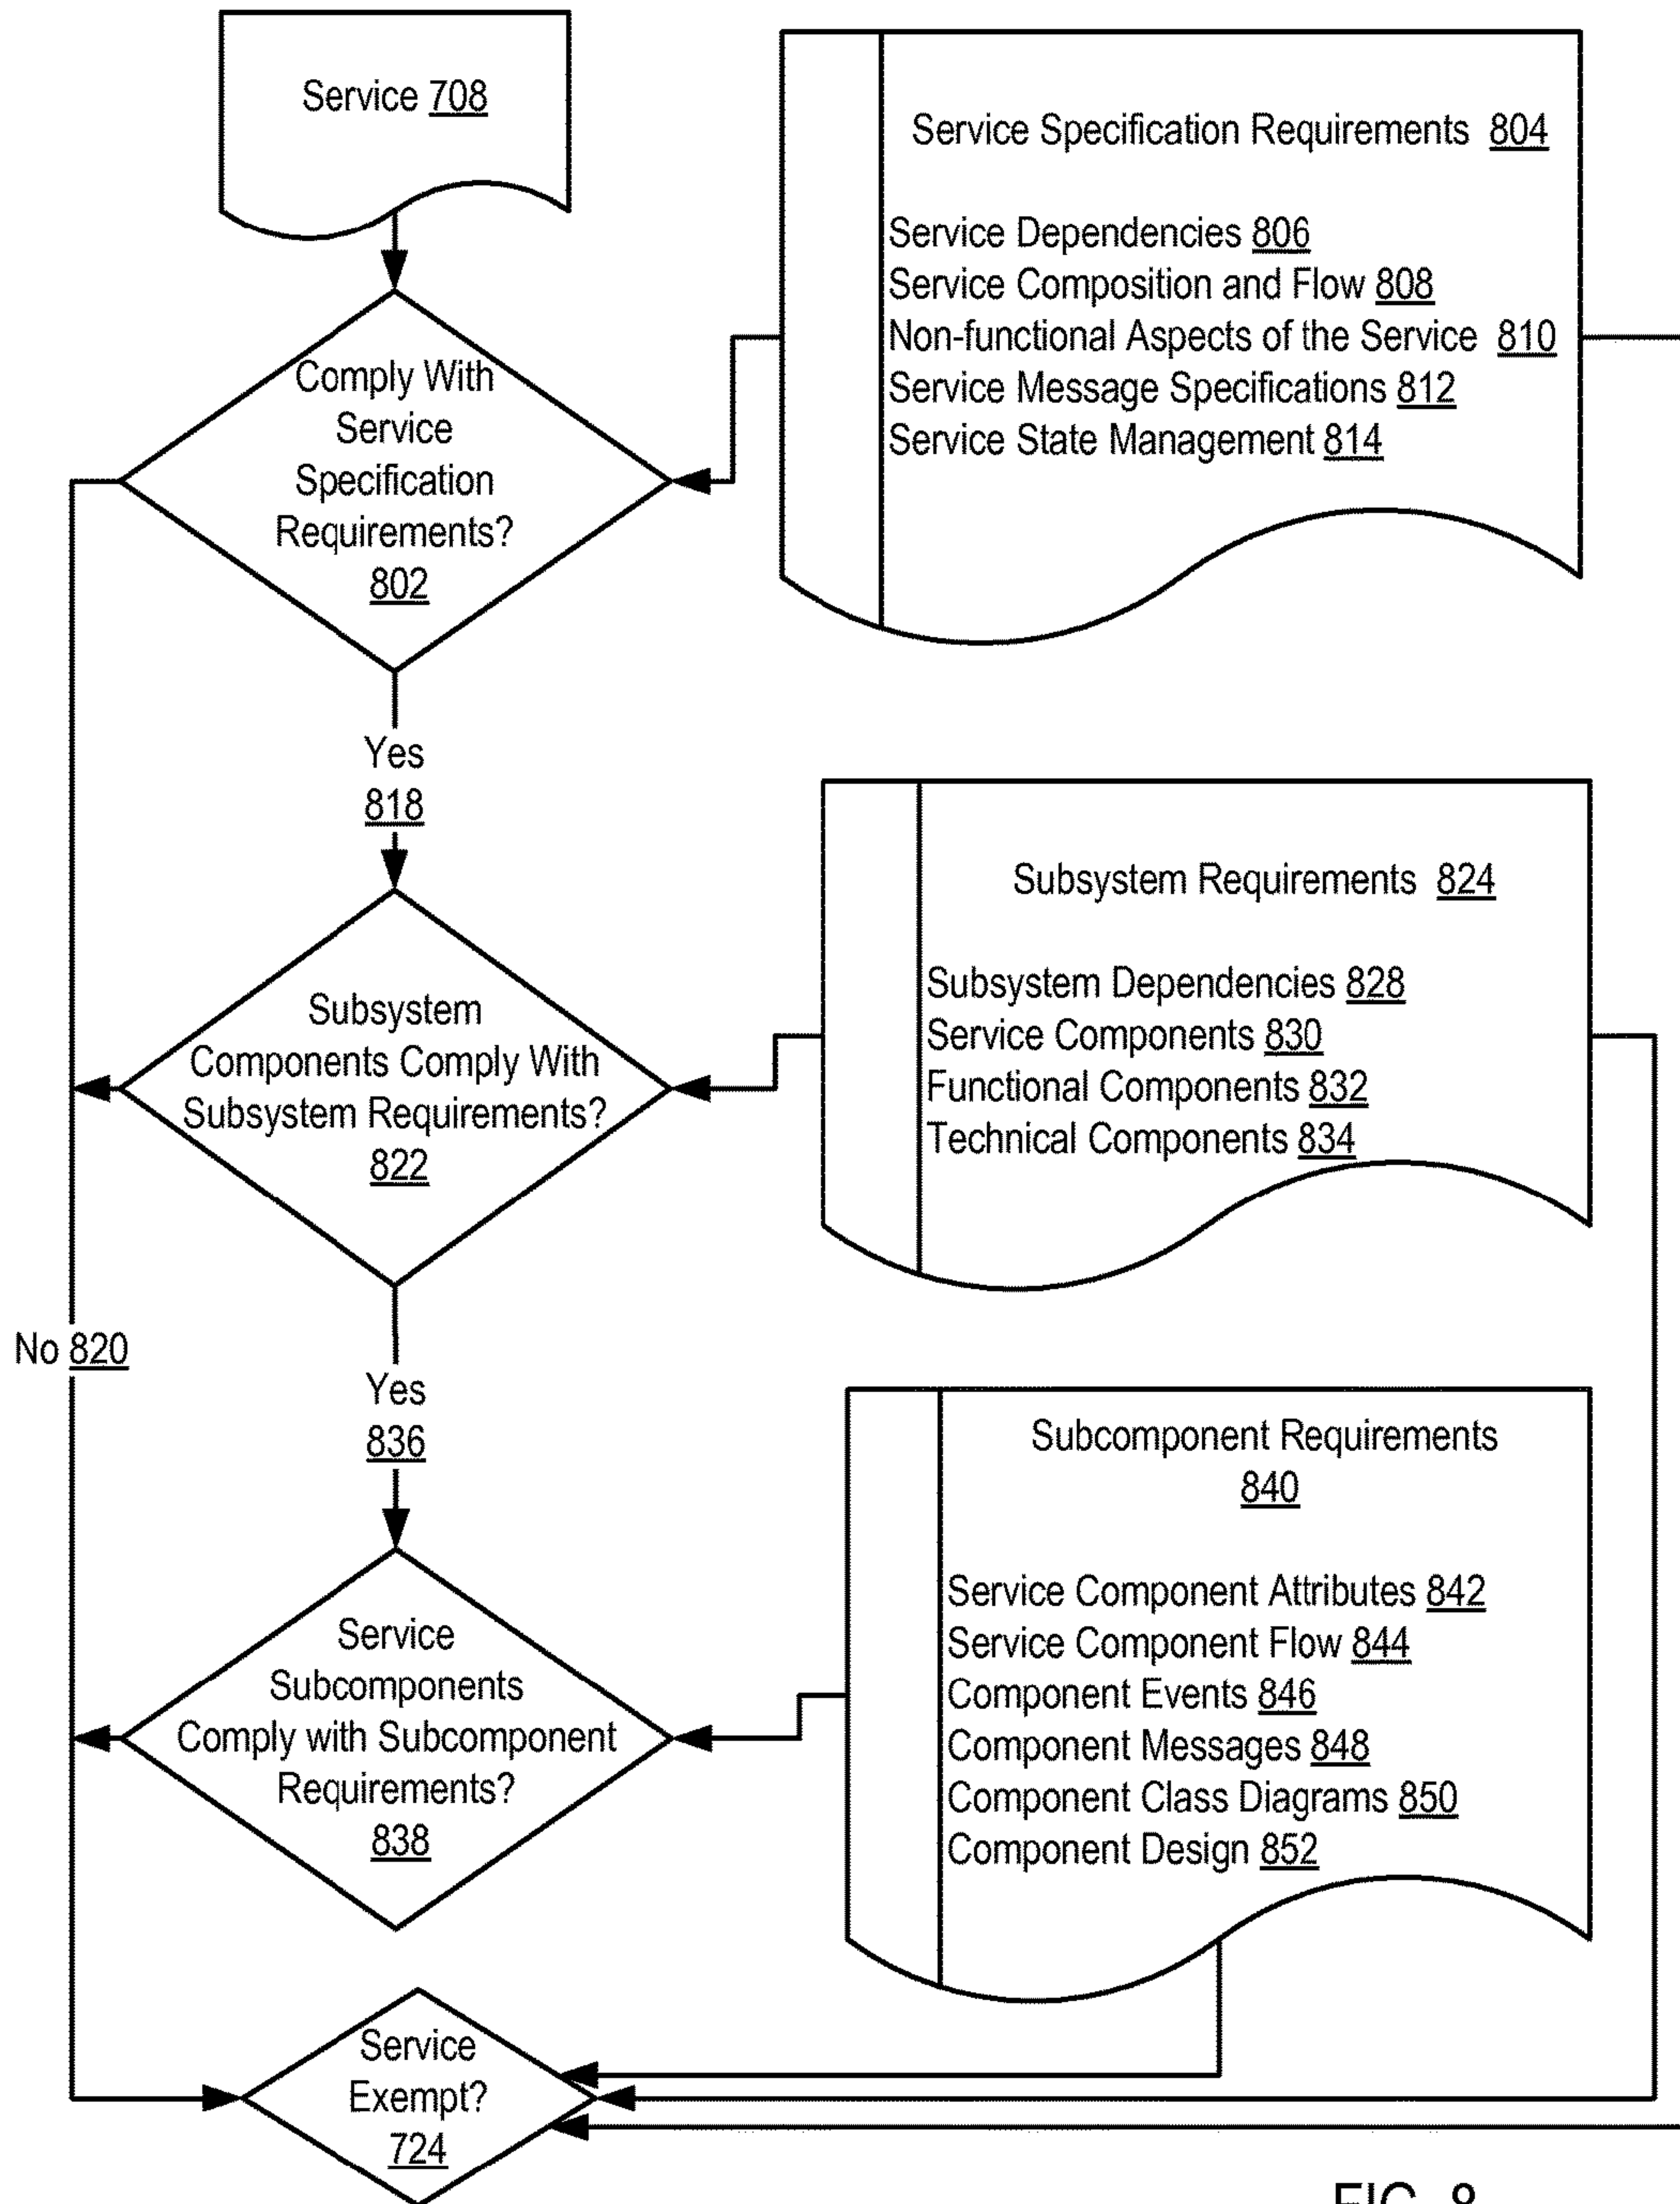 Service 708
Service Specification Requirements 804
Service Dependencies 806
Service Composition and Flow 808
Non-functional Aspects of the Service 810
Service Message Specifications 812
Service State Management 814
Comply With
Service
Specification
Requirements?
802
Yes
818
Subsystem Requirements 824
Subsystem Dependencies 828
Service Components 830
Functional Components 832
Technical Components 834
Subsystem
Components Comply With
Subsystem Requirements?
822
No 820
Yes
836
Subcomponent Requirements
840
Service Component Attributes 842
Service Component Flow 844
Component Events 846
Component Messages 848
Component Class Diagrams 850
Component Design 852
Service
Subcomponents
Comply with Subcomponent
Requirements?
838
Service
Exempt?
724
FIG. 8